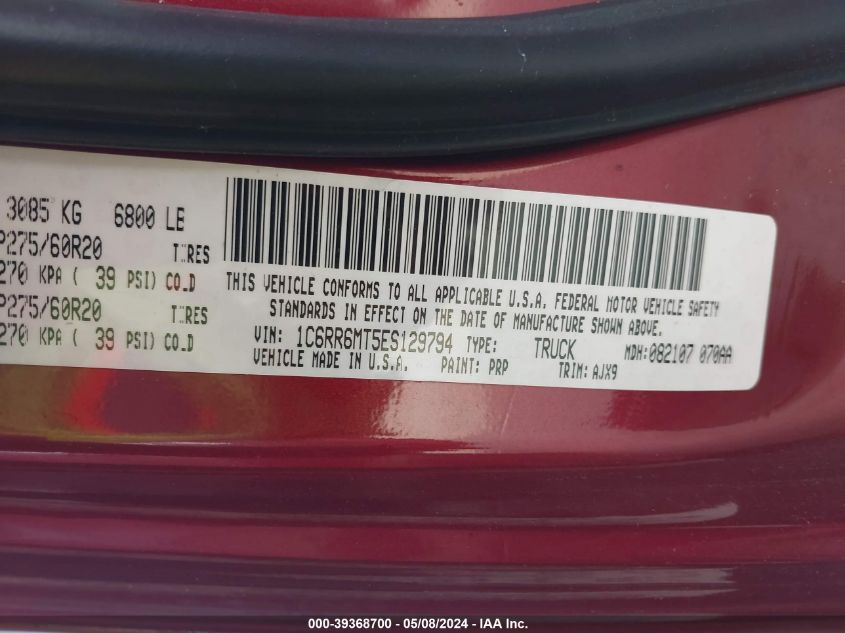 3085 KG 6800 LB
P275/60R20 TIRES
270 KPA ( 39 PSI) CO.D
P275/60R20 TIRES
270 KPA ( 39 PSI) CO.D
THIS VEHICLE CONFORMS TO ALL APPLICABLE U.S.A. FEDERAL MOTOR VEHICLE SAFETY
STANDARDS IN EFFECT ON THE DATE OF MANUFACTURE SHOWN ABOVE.
VIN: 1C6RR6MT5ES129794 TYPE: TRUCK MDH:082107 070AA
VEHICLE MADE IN U.S.A. PAINT: PRP TRIM: AJX9
000-39368700 - 05/08/2024 - IAA Inc.